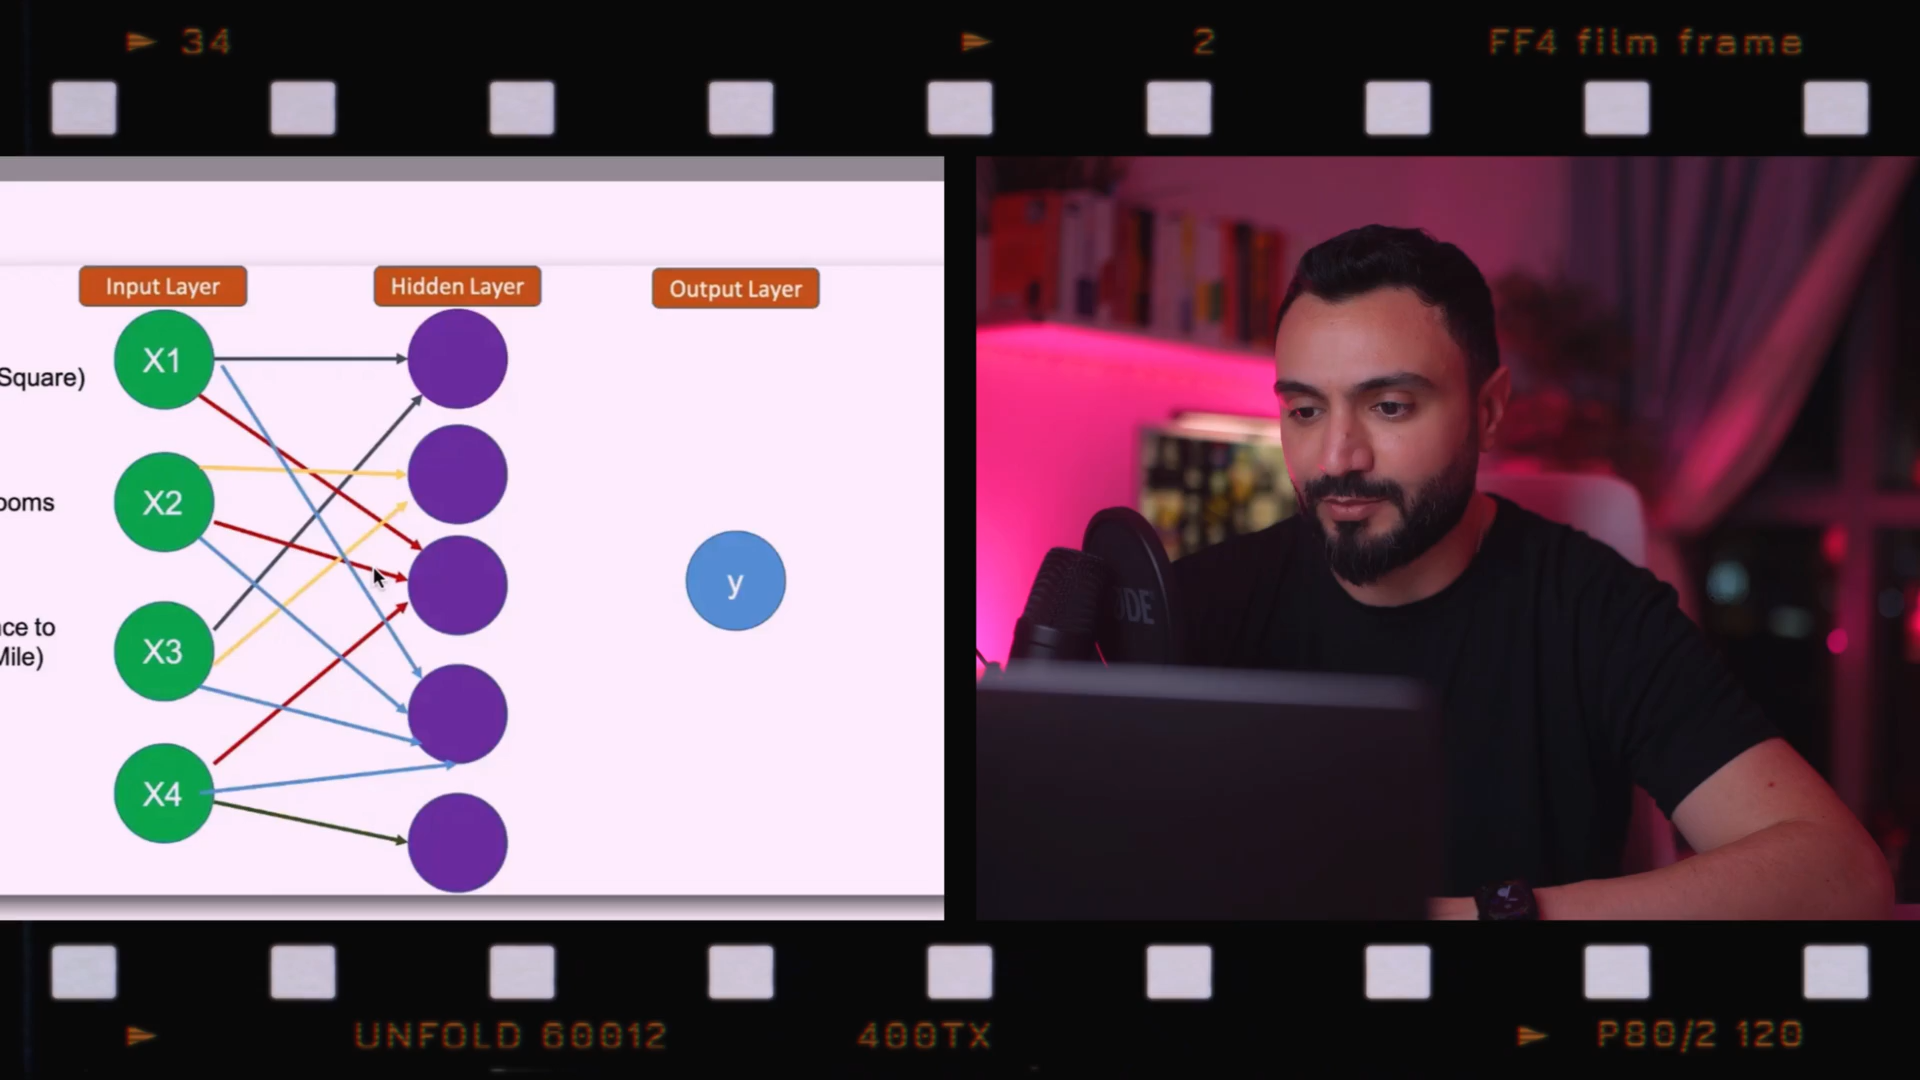 34 2 FF4 film frame
Input Layer Hidden Layer Output Layer
X1
Square)
X2
ooms
y
X3
ce to
Mile)
X4
ODE
UNFOLD 60012 400TX P80/2 120